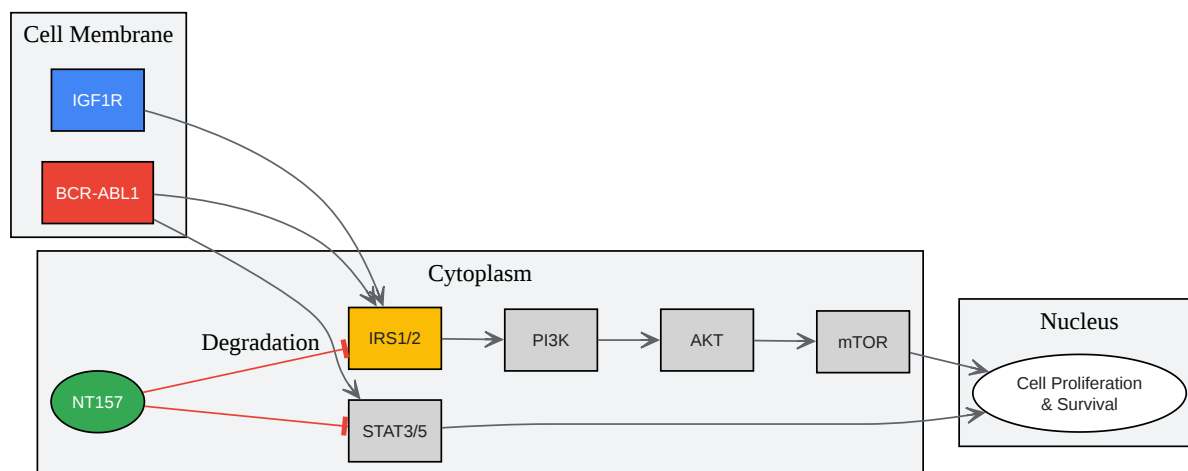 Cell Membrane
IGF1R
BCR-ABL1
Cytoplasm
Degradation
IRS1/2
PI3K
AKT
mTOR
NT157
STAT3/5
Nucleus
Cell Proliferation
& Survival